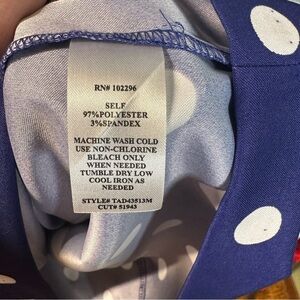 RN# 102296
SELF
97%POLYESTER
3%SPANDEX
MACHINE WASH COLD
USE NON-CHLORINE
BLEACH ONLY
WHEN NEEDED
TUMBLE DRY LOW
COOL IRON AS
NEEDED
STYLE# TAD43513M
CUT# 51943